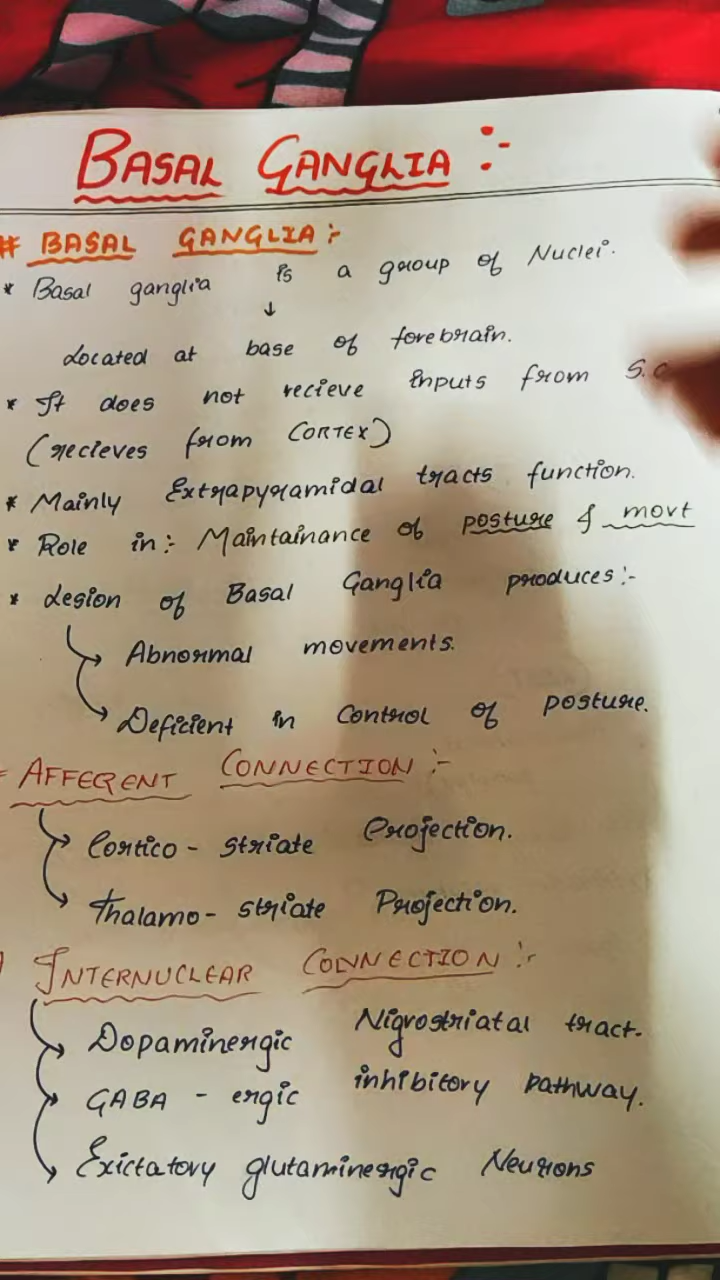 BASAL GANGLIA :-
# BASAL GANGLIA :-
* Basal ganglia is a group of Nuclei.
↓
Located at base of forebrain.
* It does not recieve inputs from S.C
(recieves from CORTEX)
* Mainly Extrapyramidal tracts function.
* Role in :- Maintainance of posture & movt
* Lesion of Basal Ganglia produces :-
Abnormal movements.
Deficient in control of posture.
AFFERENT CONNECTION :-
Cortico - striate Projection.
Thalamo - striate Projection.
INTERNUCLEAR CONNECTION :-
Dopaminergic Nigrostriatal tract.
GABA - ergic inhibitory pathway.
Exictatory glutaminergic Neurons